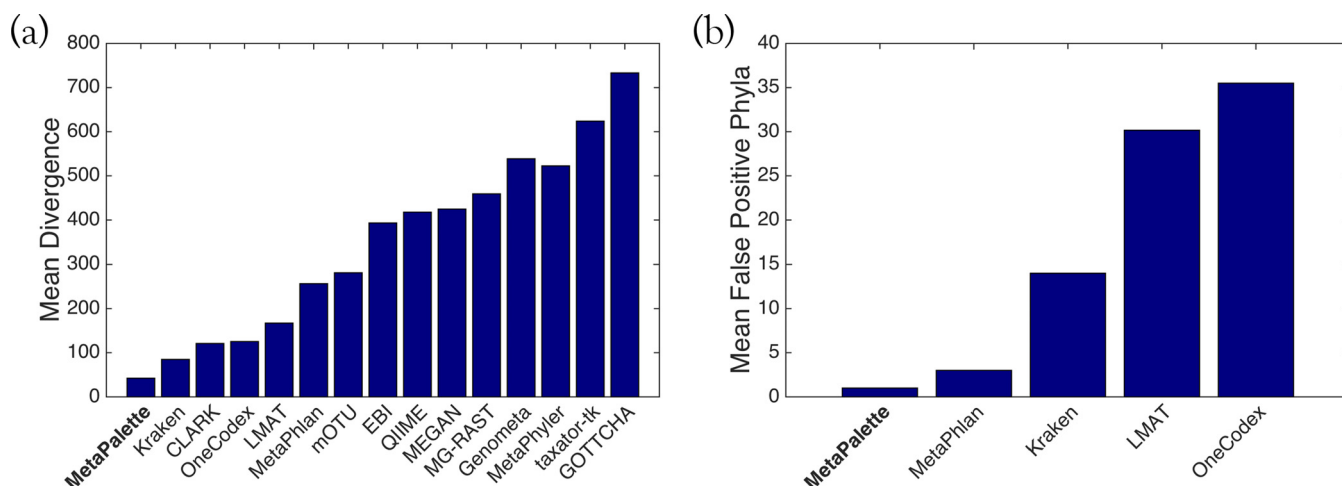 (a)
800
700
600
500
400
300
200
100
0
Mean Divergence
MetaPalette
Kraken
CLARK
OneCodex
LMAT
MetaPhlan
mOTU
EBI
QIIME
MEGAN
MG-RAST
Genometa
MetaPhyler
taxator-tk
GOTTCHA
(b)
40
35
30
25
20
15
10
5
0
Mean False Positive Phyla
MetaPalette
MetaPhlan
Kraken
LMAT
OneCodex